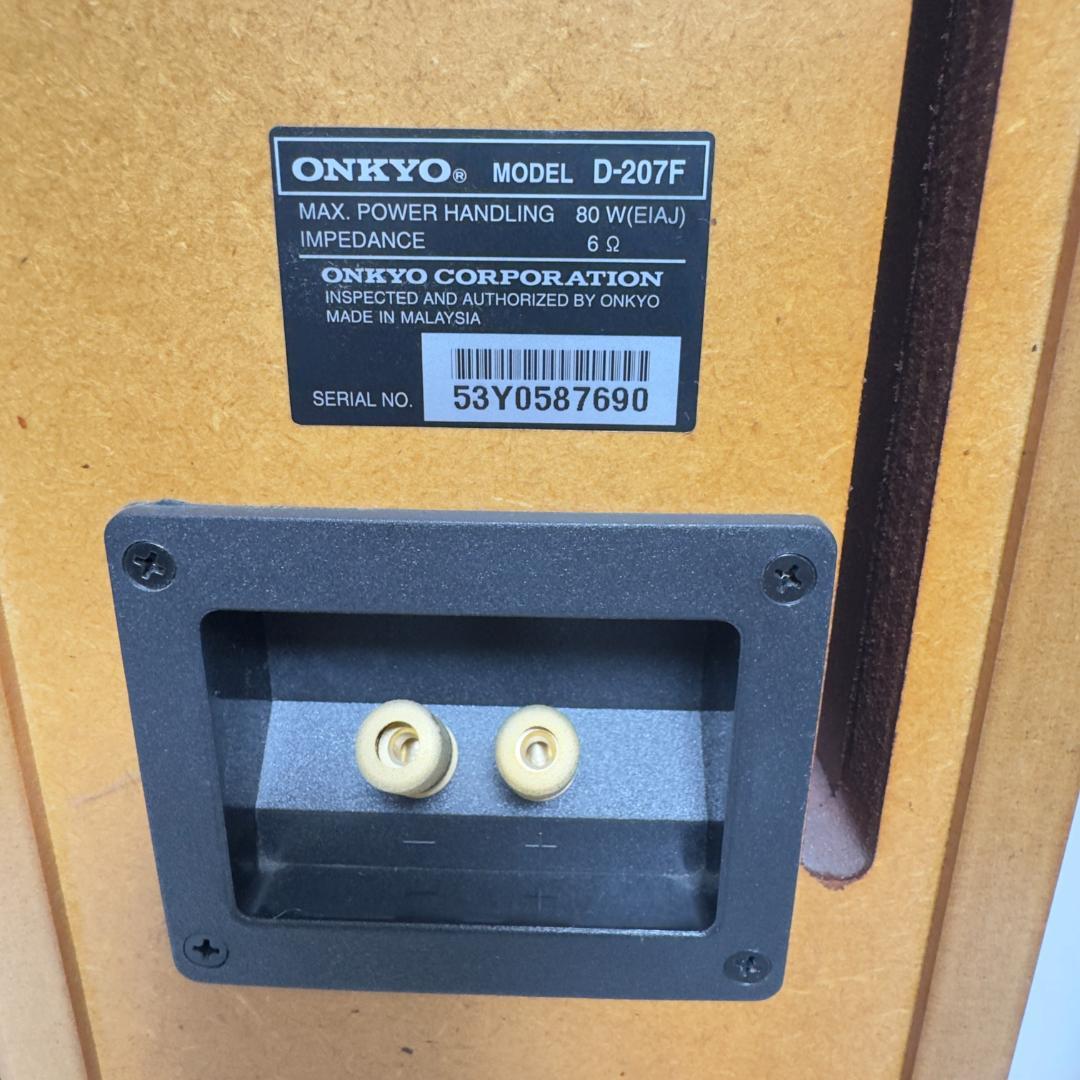 ONKYO® MODEL D-207F
MAX. POWER HANDLING 80 W(EIAJ)
IMPEDANCE 6 Ω
ONKYO CORPORATION
INSPECTED AND AUTHORIZED BY ONKYO
MADE IN MALAYSIA
SERIAL NO. 53Y0587690
− +